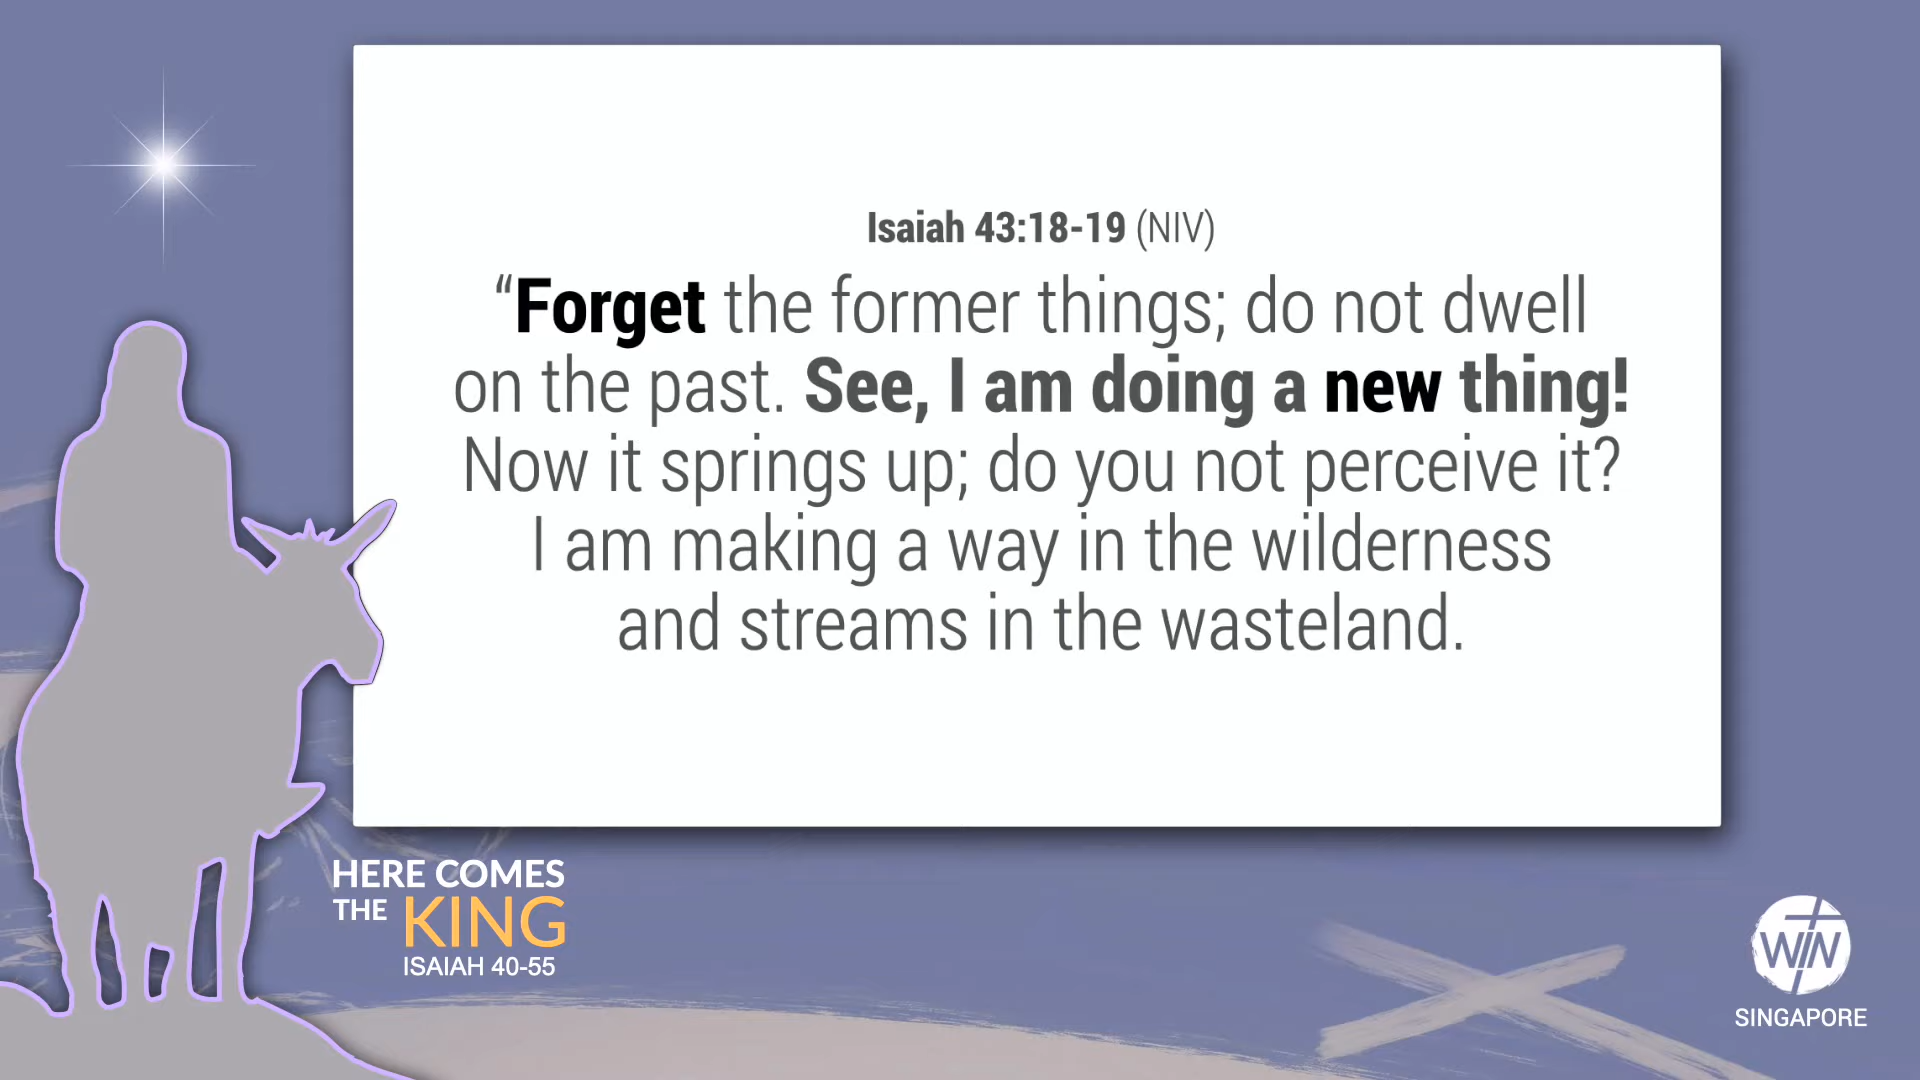 Isaiah 43:18-19 (NIV)
“Forget the former things; do not dwell
on the past. See, I am doing a new thing!
Now it springs up; do you not perceive it?
I am making a way in the wilderness
and streams in the wasteland.
HERE COMES
THE KING
ISAIAH 40-55
WIN
SINGAPORE